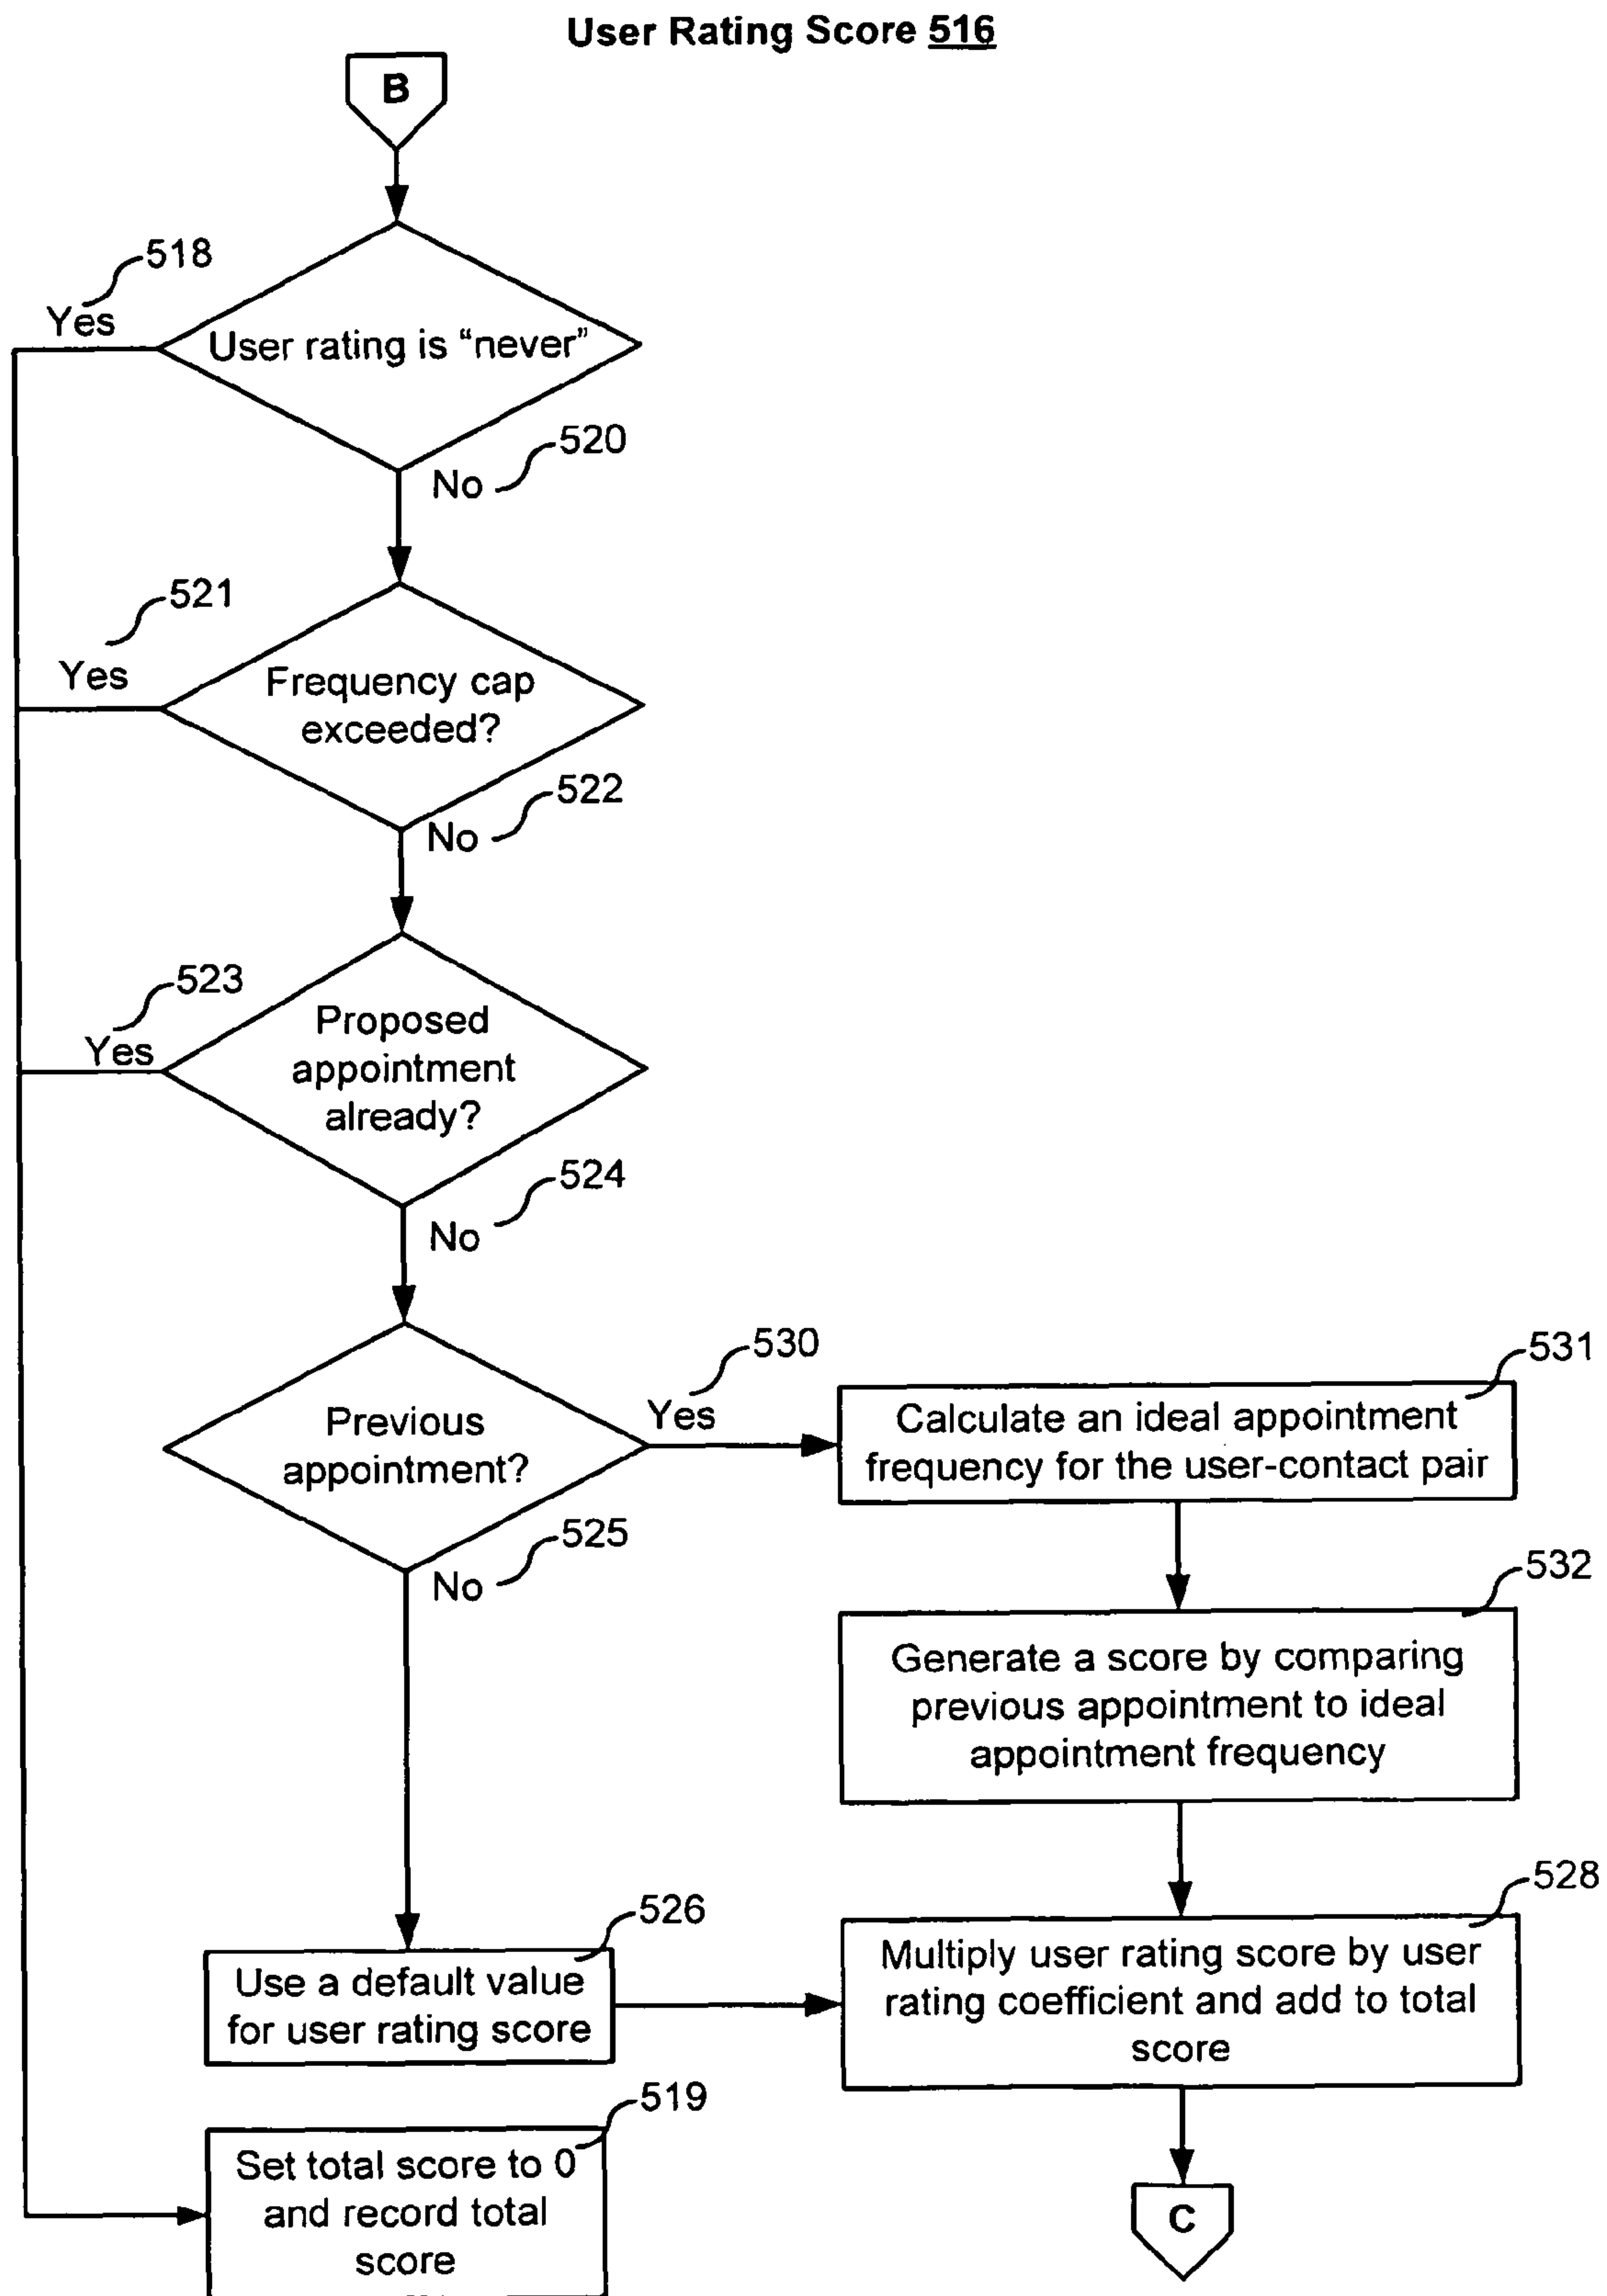 User Rating Score 516
B
518
Yes
User rating is “never”
520
No
521
Yes
Frequency cap
exceeded?
522
No
523
Yes
Proposed
appointment
already?
524
No
530
Yes
Previous
appointment?
525
No
531
Calculate an ideal appointment
frequency for the user-contact pair
532
Generate a score by comparing
previous appointment to ideal
appointment frequency
526
Use a default value
for user rating score
528
Multiply user rating score by user
rating coefficient and add to total
score
519
Set total score to 0
and record total
score
C